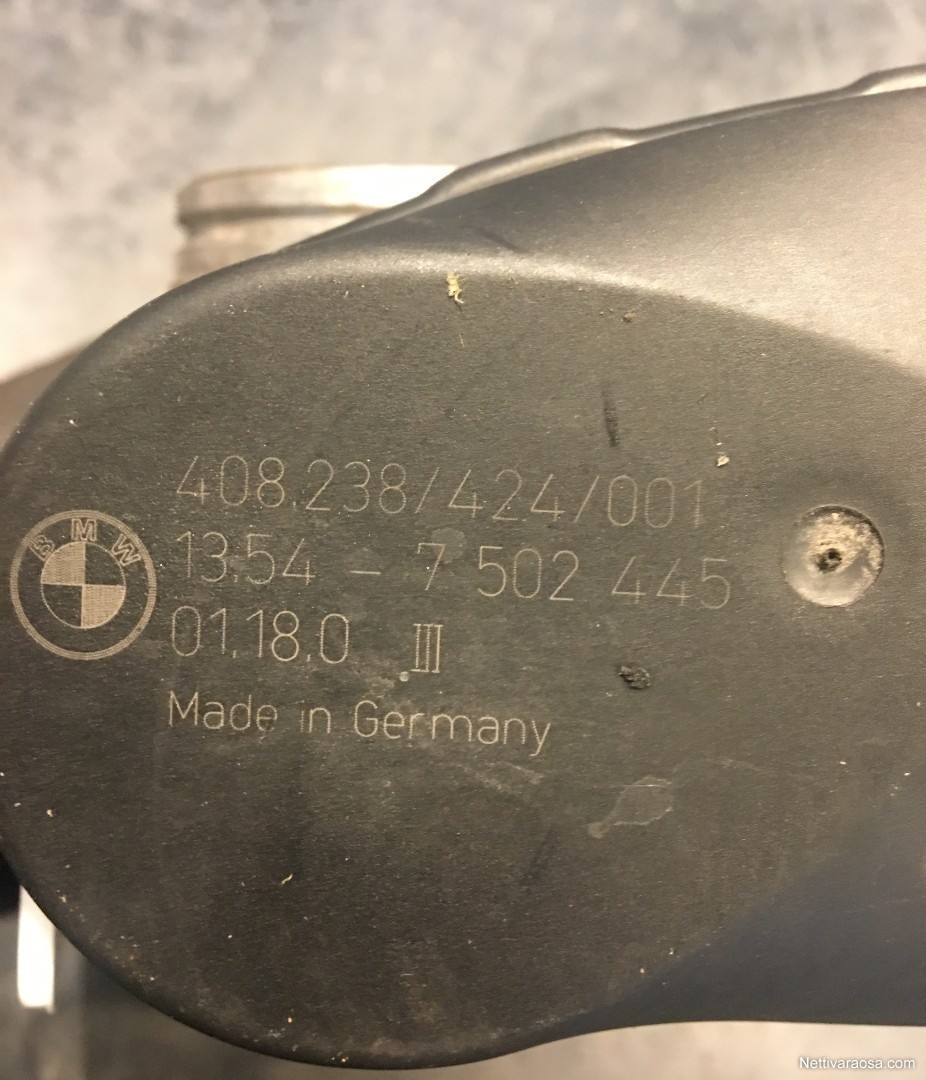 408.238/424/001
13.54 – 7 502 445
BMW
01.18.0 III
Made in Germany
Nettivaraosa.com